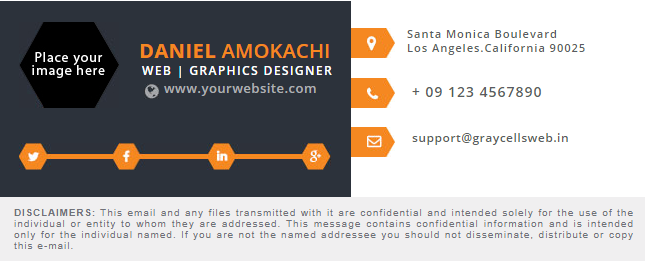 Place your
image here
DANIEL AMOKACHI
WEB | GRAPHICS DESIGNER
www.yourwebsite.com
f
in
g+
Santa Monica Boulevard
Los Angeles.California 90025
+ 09 123 4567890
support@graycellsweb.in
DISCLAIMERS: This email and any files transmitted with it are confidential and intended solely for the use of the
individual or entity to whom they are addressed. This message contains confidential information and is intended
only for the individual named. If you are not the named addressee you should not disseminate, distribute or copy
this e-mail.